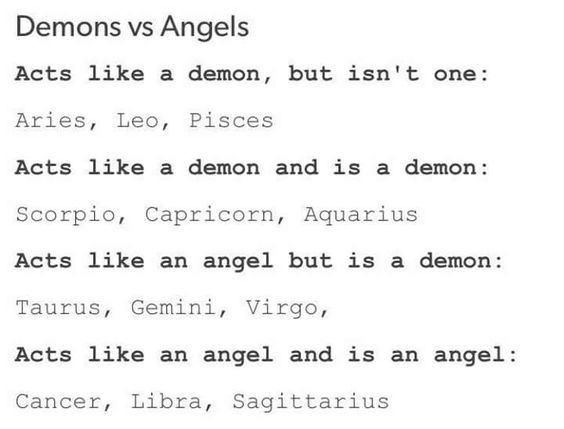 Demons vs Angels
Acts like a demon, but isn't one:
Aries, Leo, Pisces
Acts like a demon and is a demon:
Scorpio, Capricorn, Aquarius
Acts like an angel but is a demon:
Taurus, Gemini, Virgo,
Acts like an angel and is an angel:
Cancer, Libra, Sagittarius